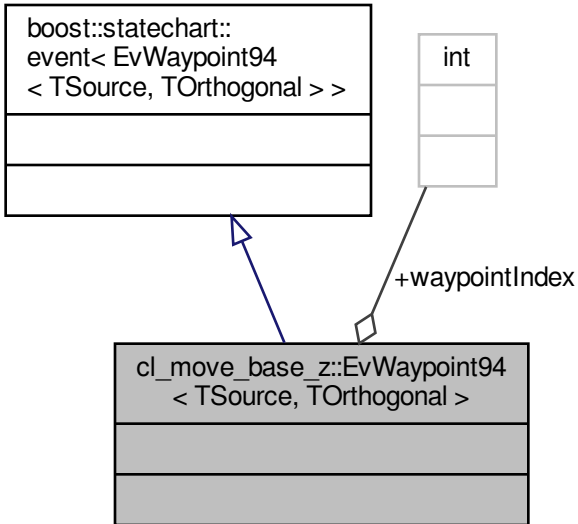 boost::statechart::
event< EvWaypoint94
< TSource, TOrthogonal > >
int
+waypointIndex
cl_move_base_z::EvWaypoint94
< TSource, TOrthogonal >